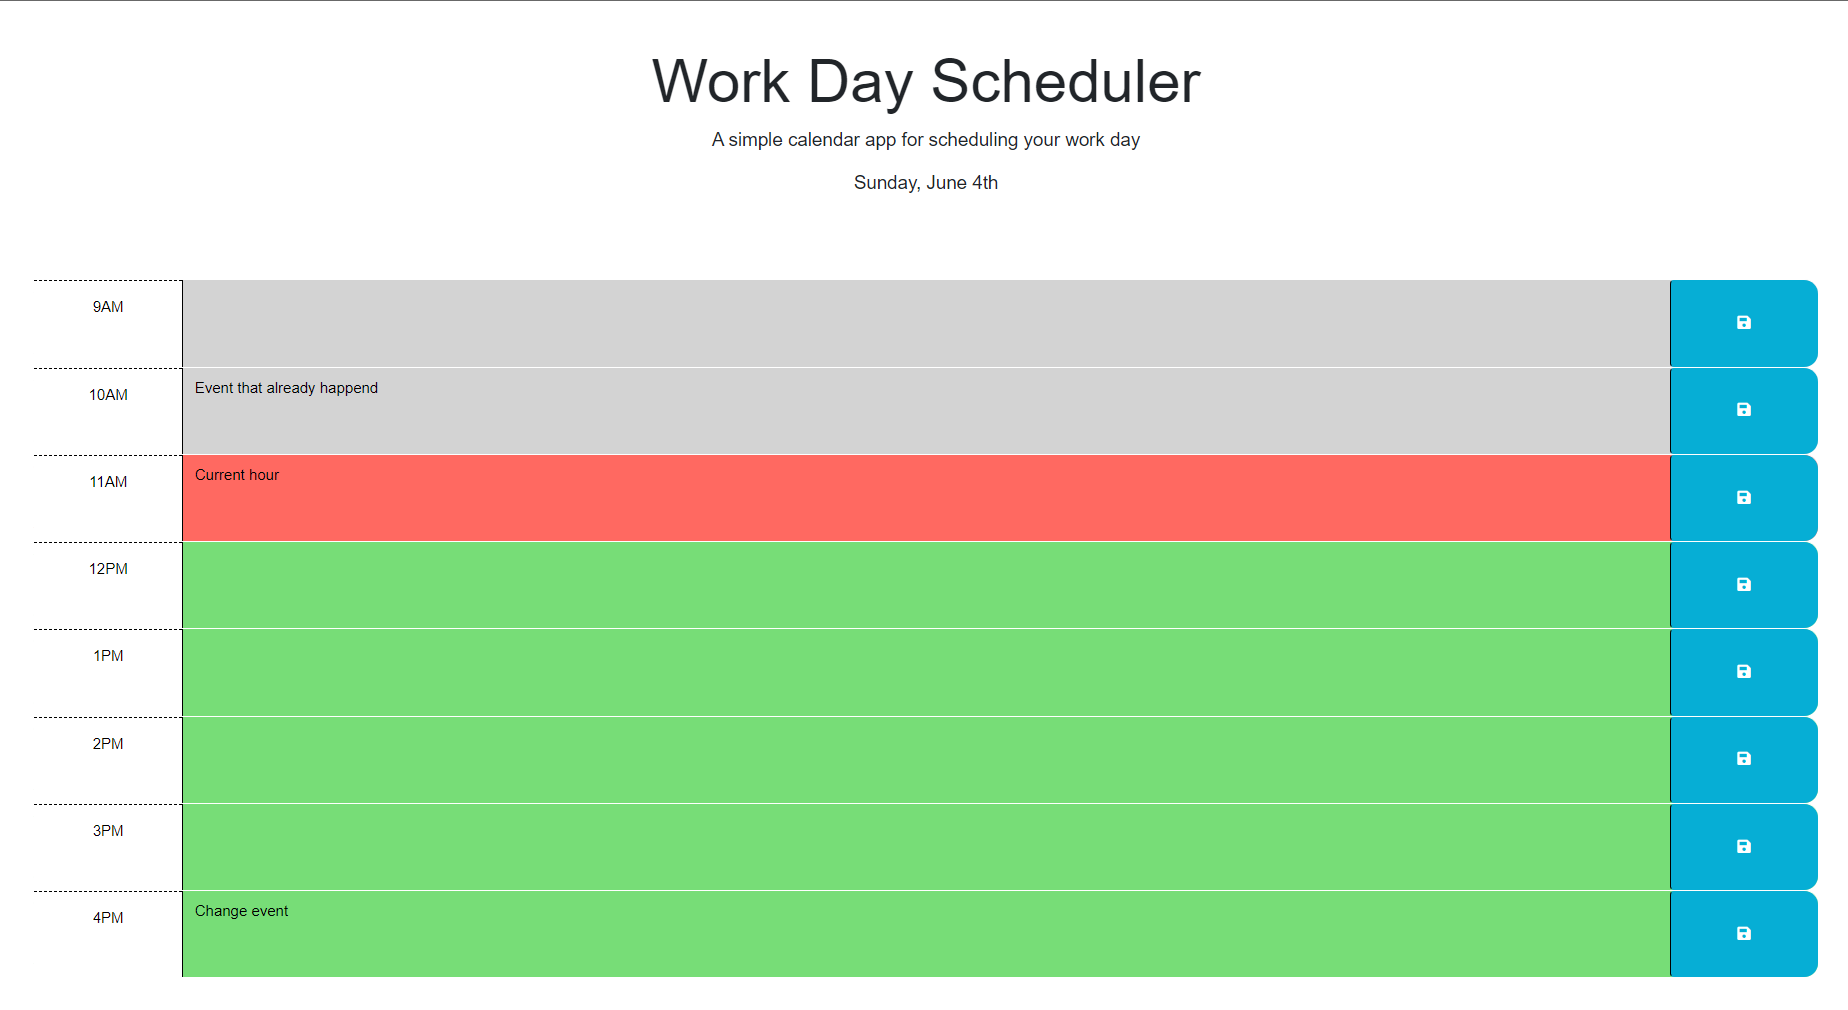 Work Day Scheduler
A simple calendar app for scheduling your work day
Sunday, June 4th
9AM
10AM
Event that already happend
11AM
Current hour
12PM
1PM
2PM
3PM
4PM
Change event